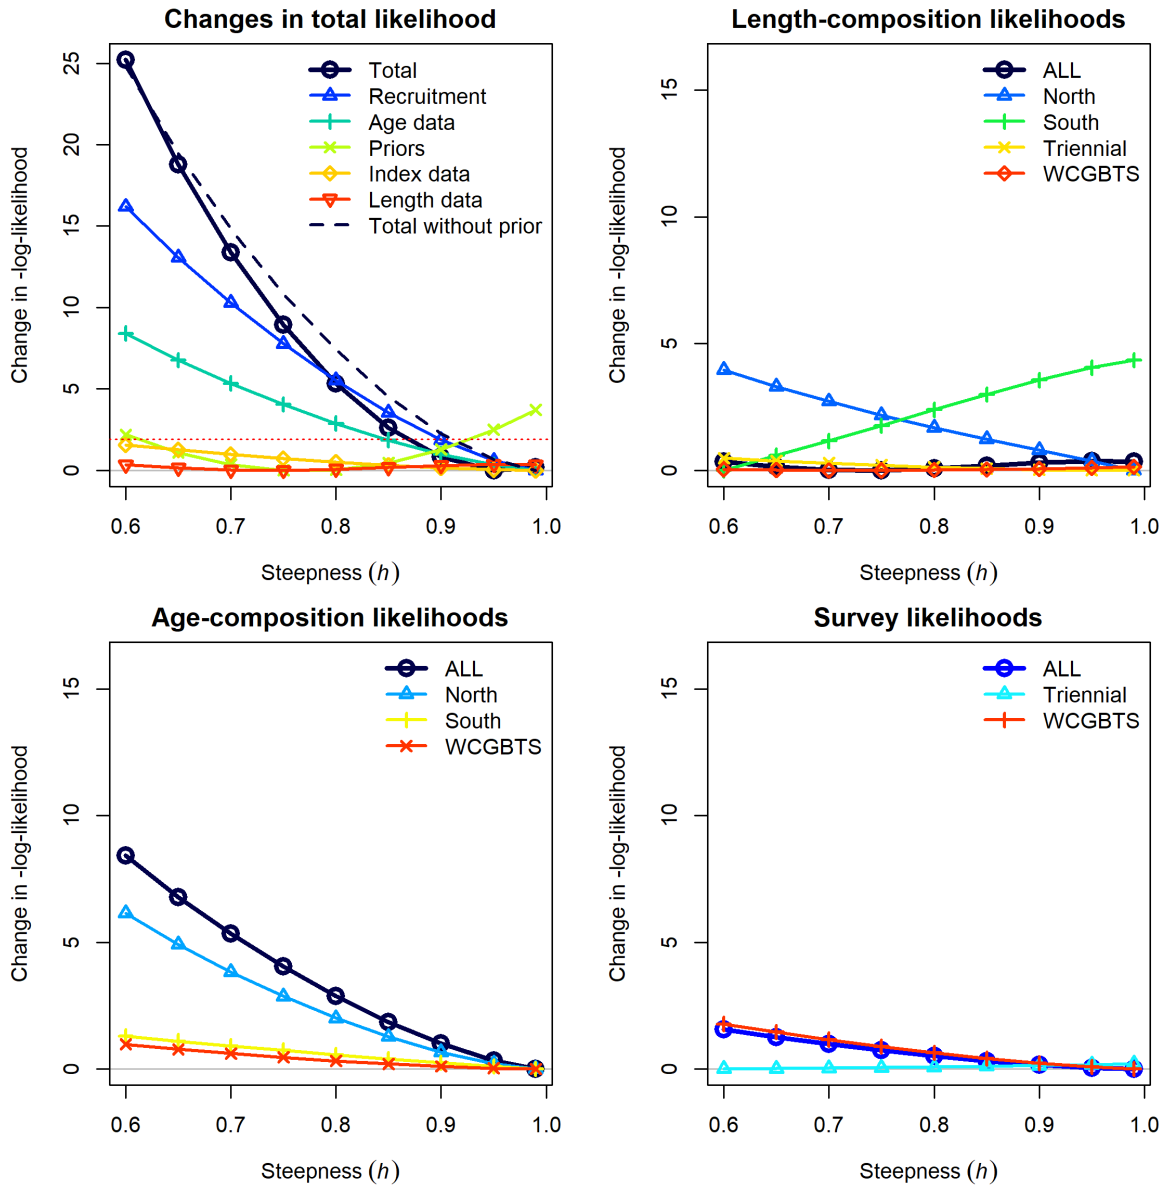 Changes in total likelihood
Change in -log-likelihood
25
20
15
10
5
0
Total
Recruitment
Age data
Priors
Index data
Length data
Total without prior
0.6 0.7 0.8 0.9 1.0
Steepness (h)
Length-composition likelihoods
Change in -log-likelihood
15
10
5
0
ALL
North
South
Triennial
WCGBTS
0.6 0.7 0.8 0.9 1.0
Steepness (h)
Age-composition likelihoods
Change in -log-likelihood
15
10
5
0
ALL
North
South
WCGBTS
0.6 0.7 0.8 0.9 1.0
Steepness (h)
Survey likelihoods
Change in -log-likelihood
15
10
5
0
ALL
Triennial
WCGBTS
0.6 0.7 0.8 0.9 1.0
Steepness (h)